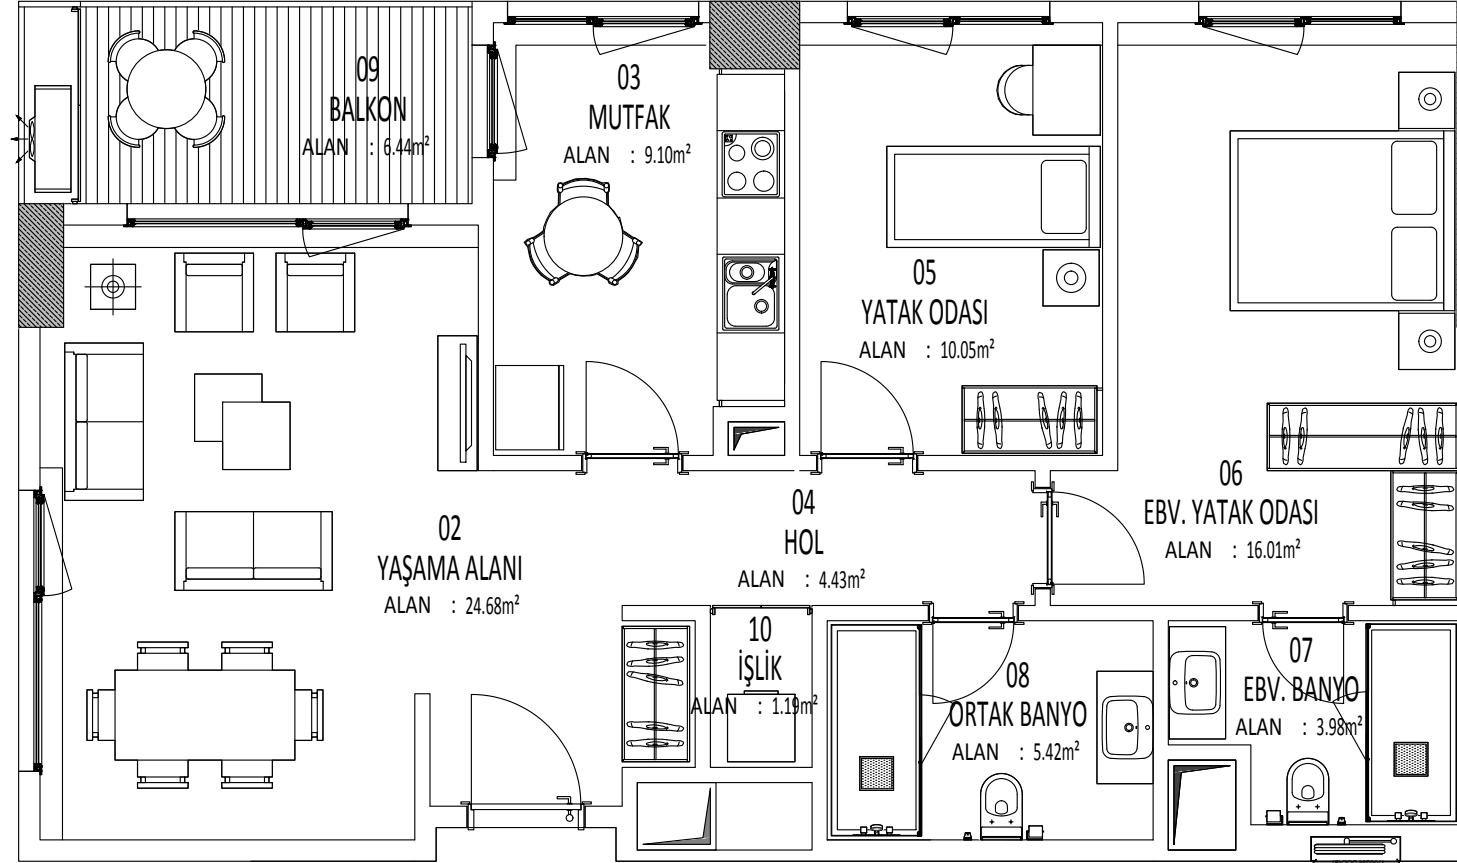 09
BALKON
ALAN : 6.44m²
03
MUTFAK
ALAN : 9.10m²
05
YATAK ODASI
ALAN : 10.05m²
06
EBV. YATAK ODASI
ALAN : 16.01m²
04
HOL
ALAN : 4.43m²
02
YAŞAMA ALANI
ALAN : 24.68m²
10
İŞLİK
ALAN : 1.19m²
08
ORTAK BANYO
ALAN : 5.42m²
07
EBV. BANYO
ALAN : 3.98m²